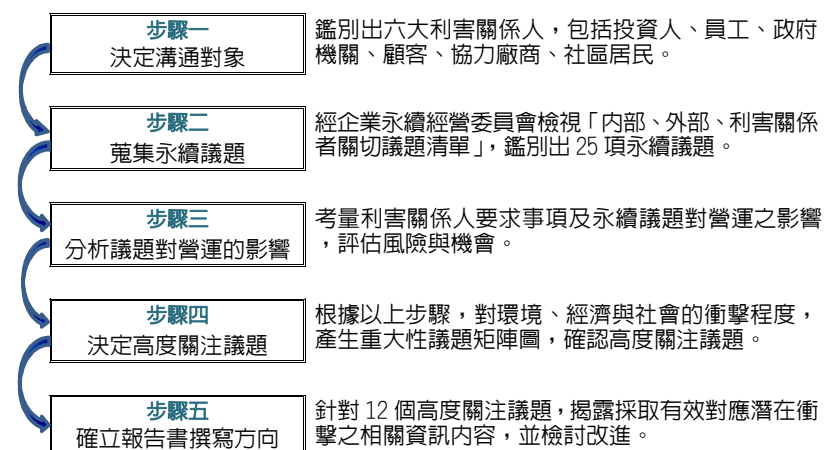 步驟一
決定溝通對象
鑑別出六大利害關係人，包括投資人、員工、政府
機關、顧客、協力廠商、社區居民。
步驟二
蒐集永續議題
經企業永續經營委員會檢視「內部、外部、利害關係
者關切議題清單」，鑑別出 25 項永續議題。
步驟三
分析議題對營運的影響
考量利害關係人要求事項及永續議題對營運之影響
，評估風險與機會。
步驟四
決定高度關注議題
根據以上步驟，對環境、經濟與社會的衝擊程度，
產生重大性議題矩陣圖，確認高度關注議題。
步驟五
確立報告書撰寫方向
針對 12 個高度關注議題，揭露採取有效對應潛在衝
擊之相關資訊內容，並檢討改進。